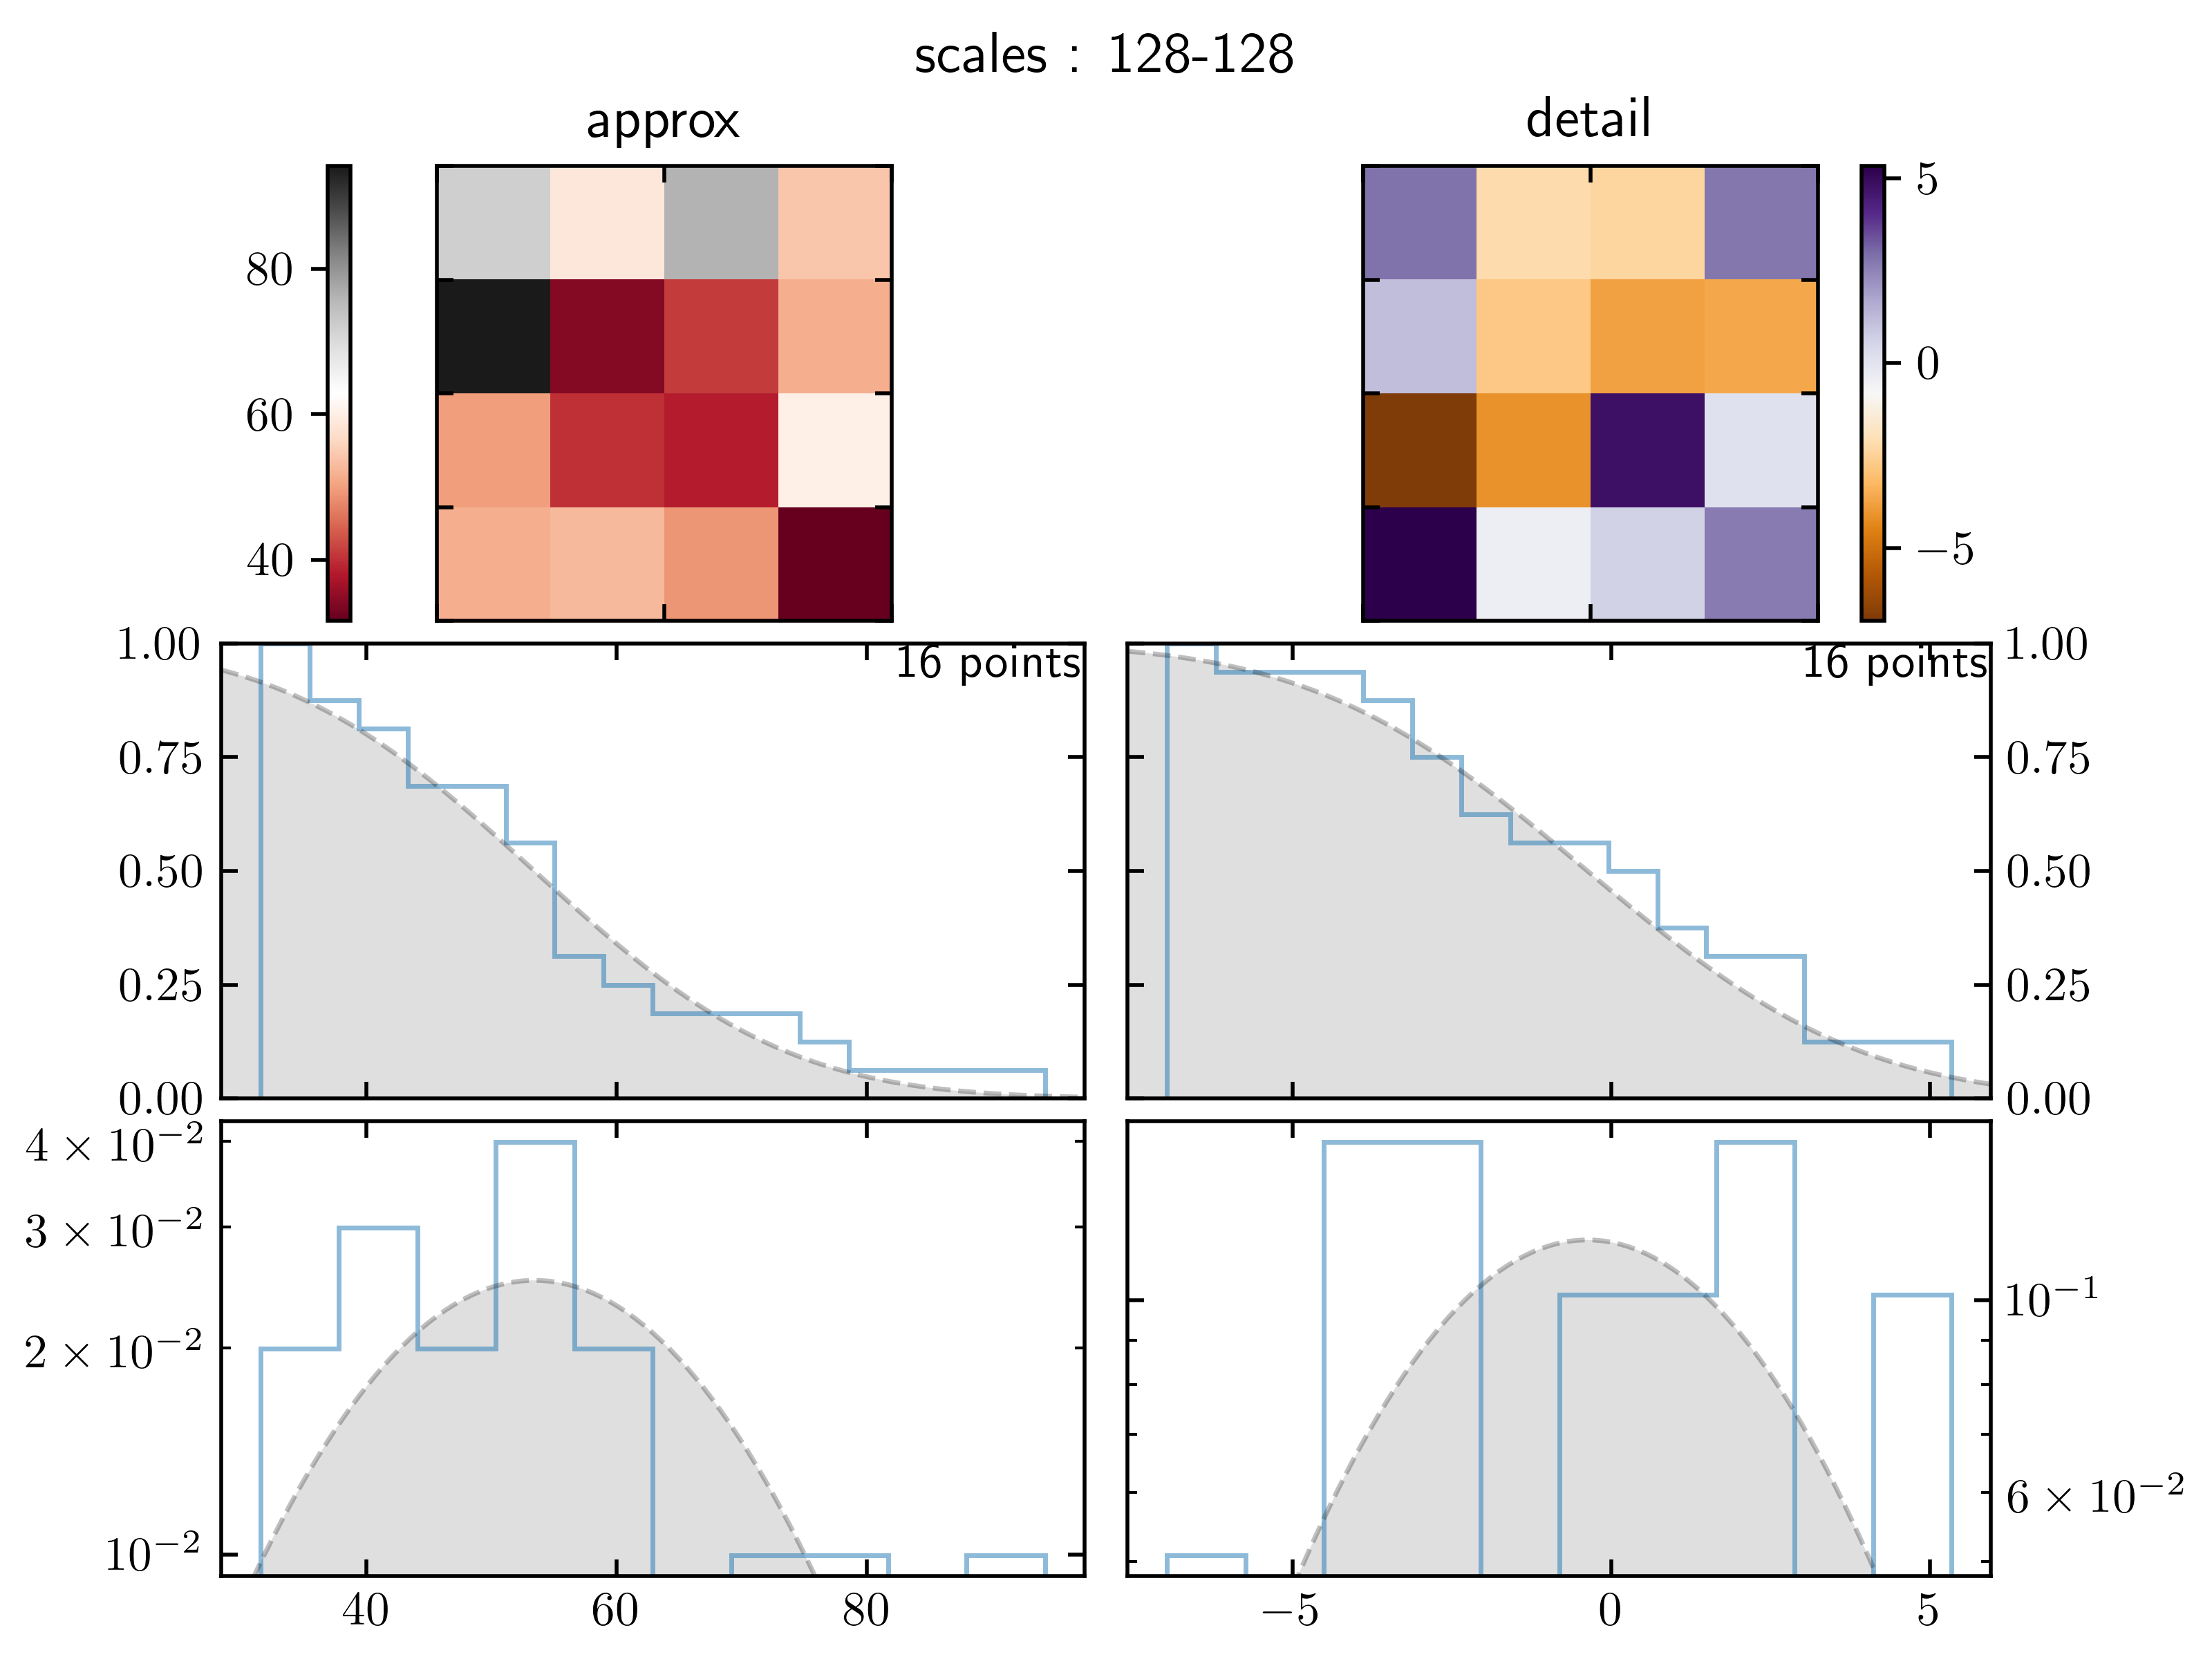 scales : 128-128
approx
detail
80
60
40
5
0
−5
1.00
0.75
0.50
0.25
0.00
16 points
16 points
1.00
0.75
0.50
0.25
0.00
4 × 10⁻²
3 × 10⁻²
2 × 10⁻²
10⁻²
10⁻¹
6 × 10⁻²
40 60 80
−5 0 5